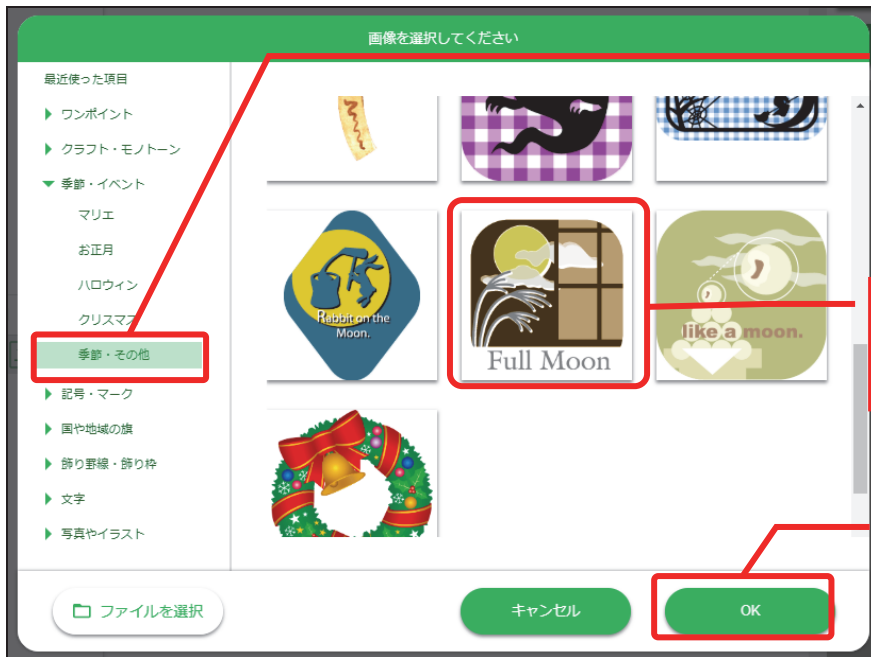 画像を選択してください
最近使った項目
ワンポイント
クラフト・モノトーン
季節・イベント
マリエ
お正月
ハロウィン
クリスマス
季節・その他
記号・マーク
国や地域の旗
飾り罫線・飾り枠
文字
写真やイラスト
Rabbit on the
Moon.
Full Moon
like a moon.
ファイルを選択
キャンセル
OK